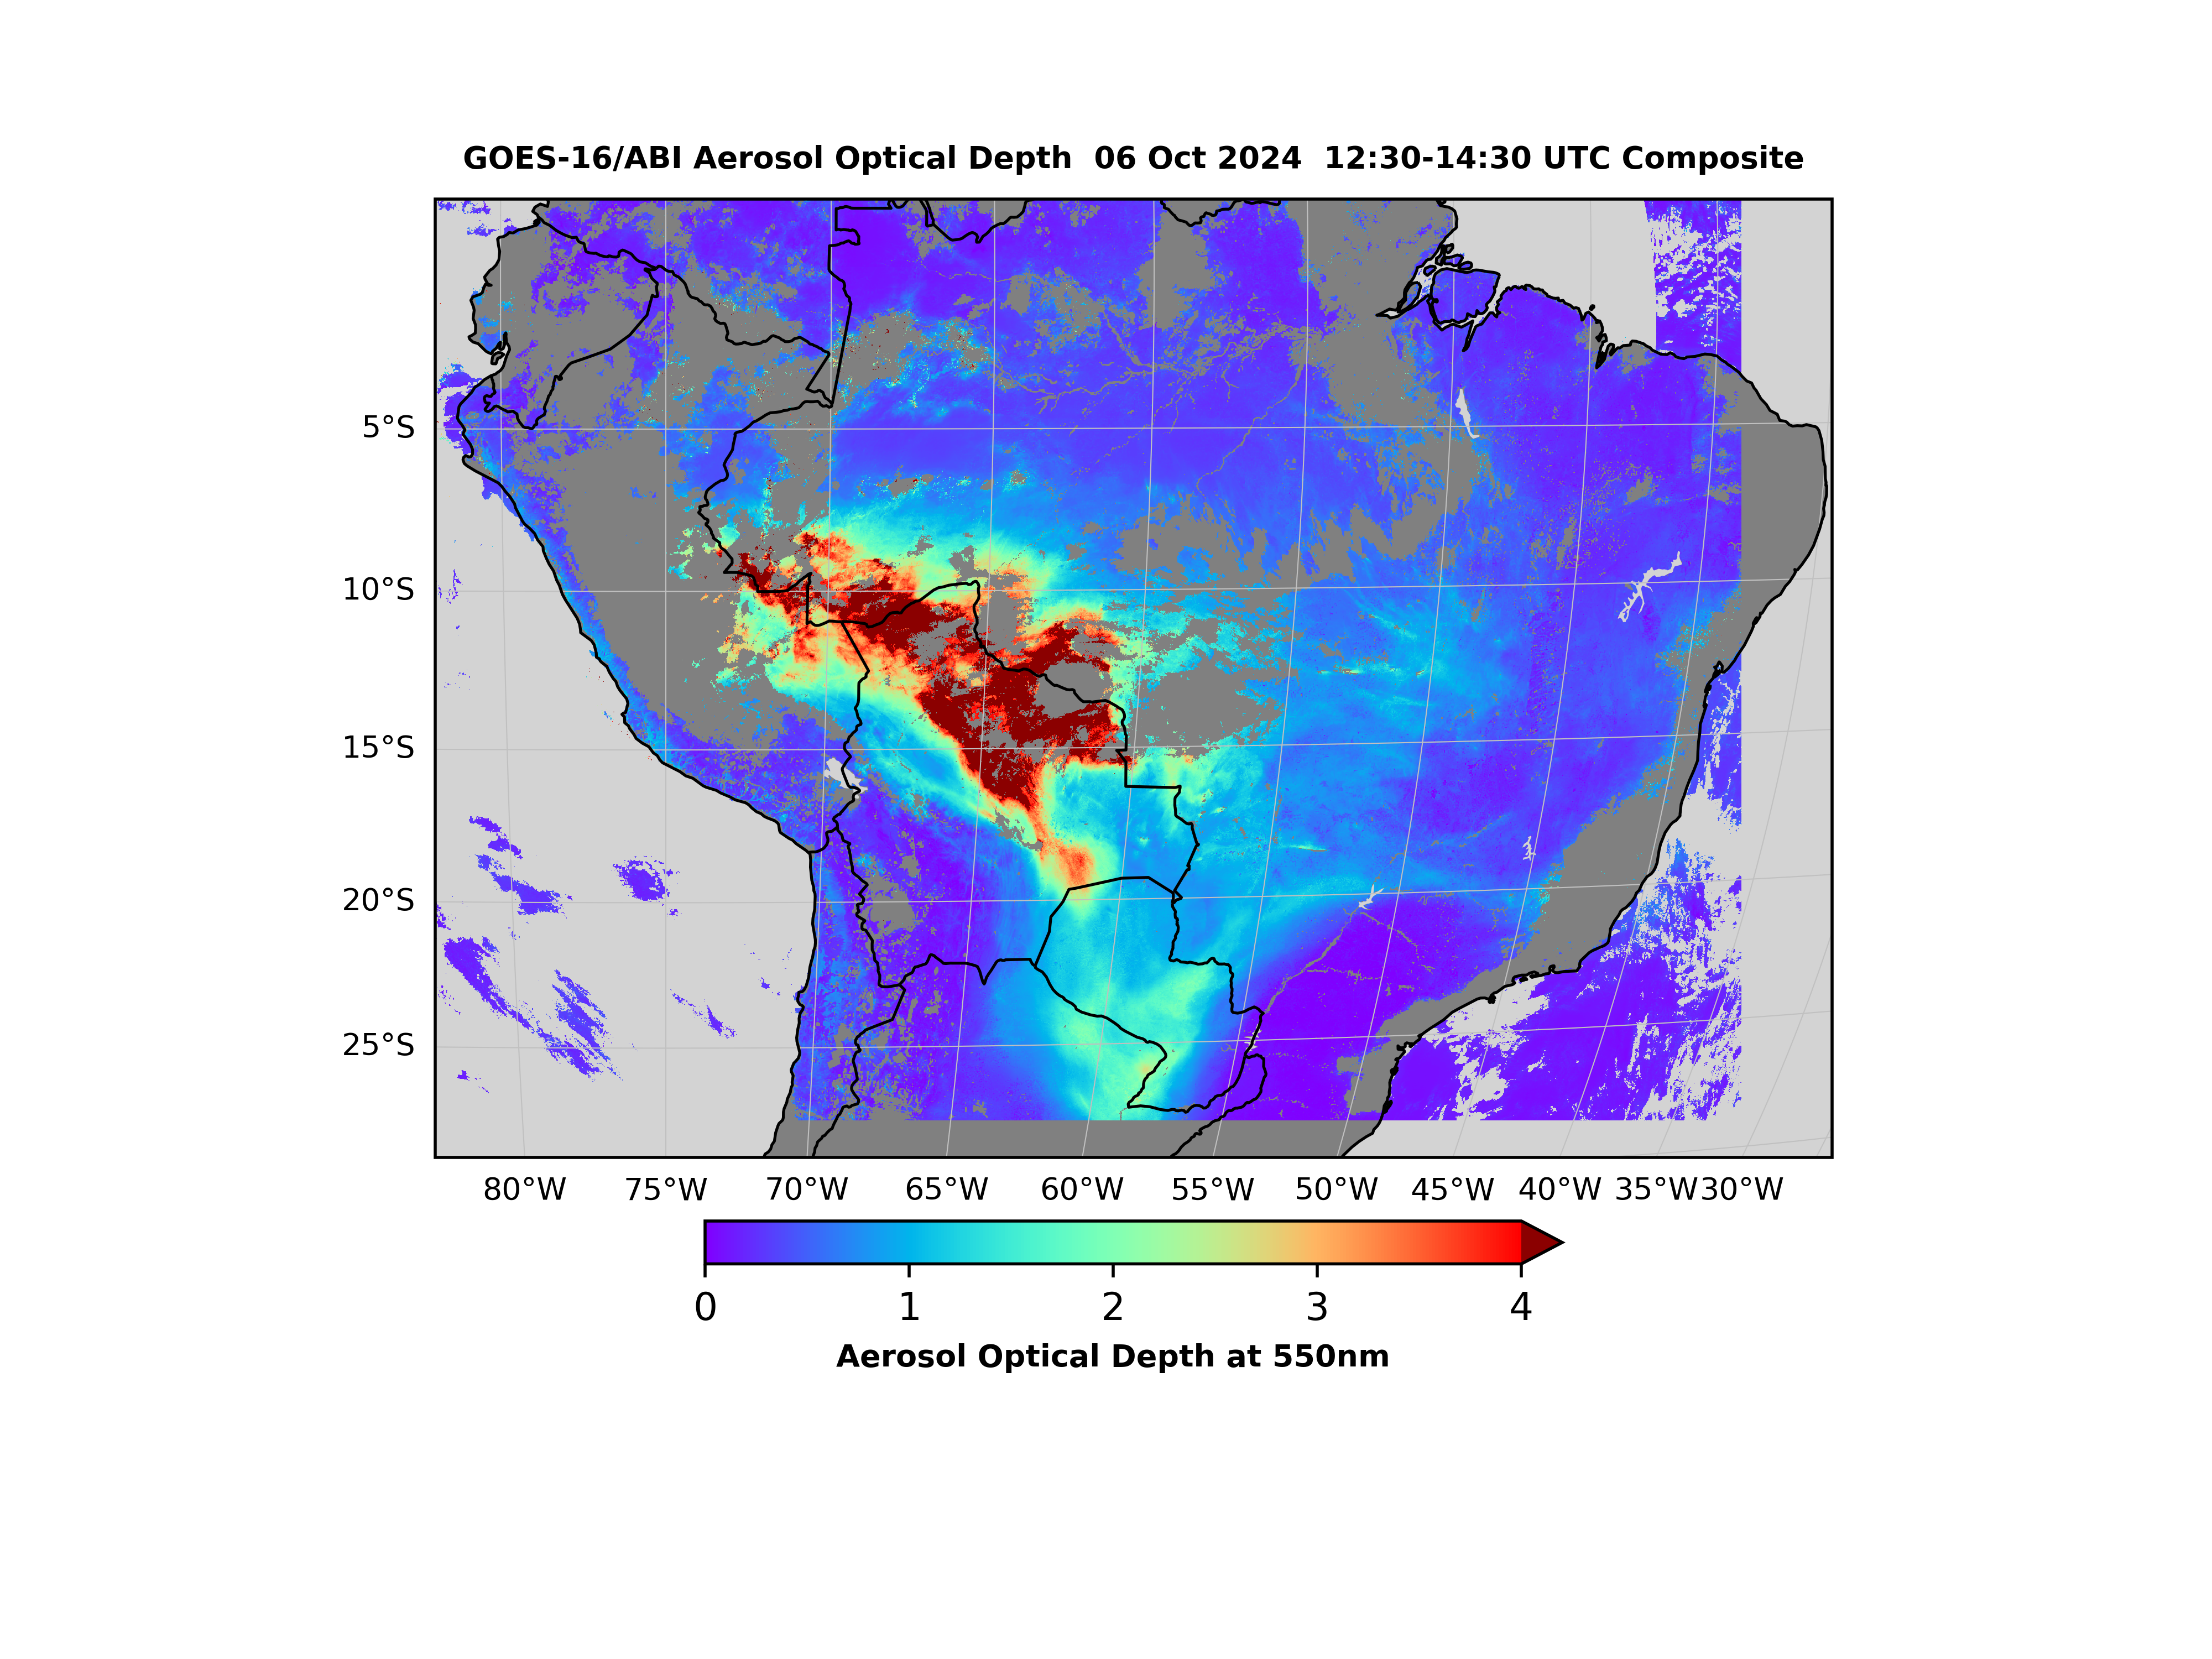 GOES-16/ABI Aerosol Optical Depth  06 Oct 2024  12:30-14:30 UTC Composite
5°S
10°S
15°S
20°S
25°S
80°W 75°W 70°W 65°W 60°W 55°W 50°W 45°W 40°W 35°W 30°W
0 1 2 3 4
Aerosol Optical Depth at 550nm